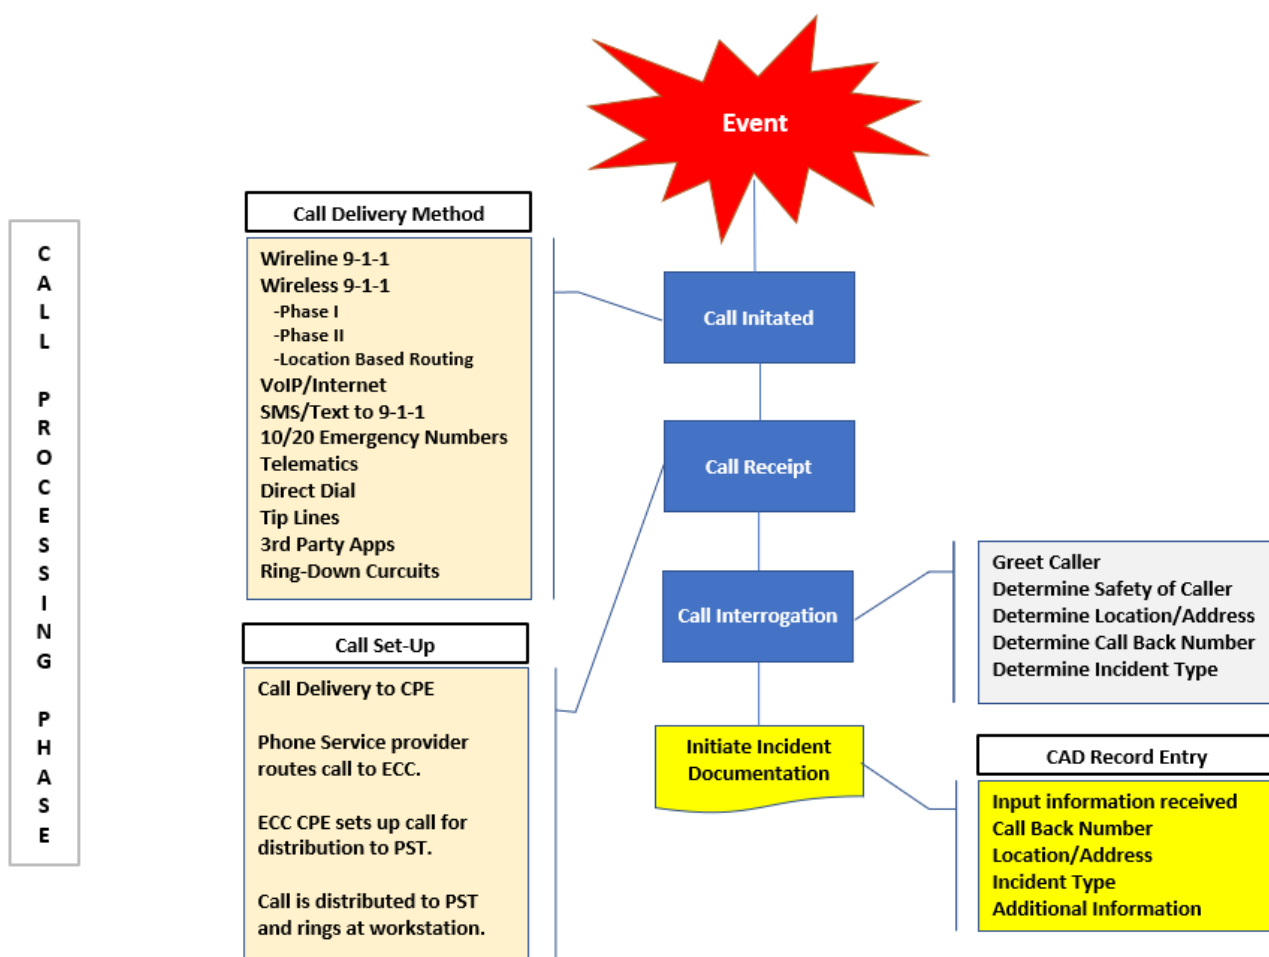 Event
CALL PROCESSING PHASE
Call Delivery Method
Wireline 9-1-1
Wireless 9-1-1
-Phase I
-Phase II
-Location Based Routing
VoIP/Internet
SMS/Text to 9-1-1
10/20 Emergency Numbers
Telematics
Direct Dial
Tip Lines
3rd Party Apps
Ring-Down Curcuits
Call Initated
Call Receipt
Call Set-Up
Call Delivery to CPE
Phone Service provider
routes call to ECC.
ECC CPE sets up call for
distribution to PST.
Call is distributed to PST
and rings at workstation.
Call Interrogation
Greet Caller
Determine Safety of Caller
Determine Location/Address
Determine Call Back Number
Determine Incident Type
Initiate Incident
Documentation
CAD Record Entry
Input information received
Call Back Number
Location/Address
Incident Type
Additional Information